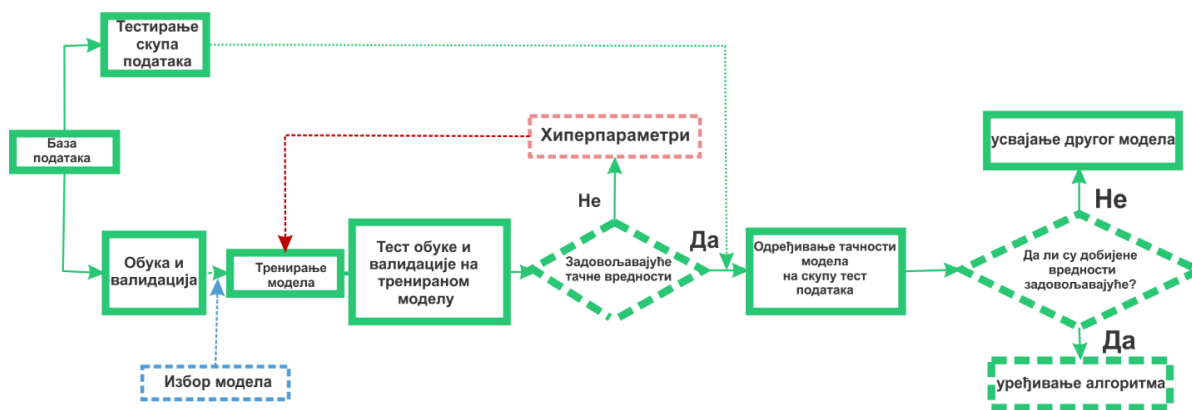 Тестирање
скупа
података
База
података
Обука и
валидација
Избор модела
Тренирање
модела
Тест обуке и
валидације на
тренираном
моделу
Хиперпараметри
Не
Задовољавајуће
тачне вредности
Да
Одређивање тачности
модела
на скупу тест
података
усвајање другог модела
Не
Да ли су добијене
вредности
задовољавајуће?
Да
уређивање алгоритма